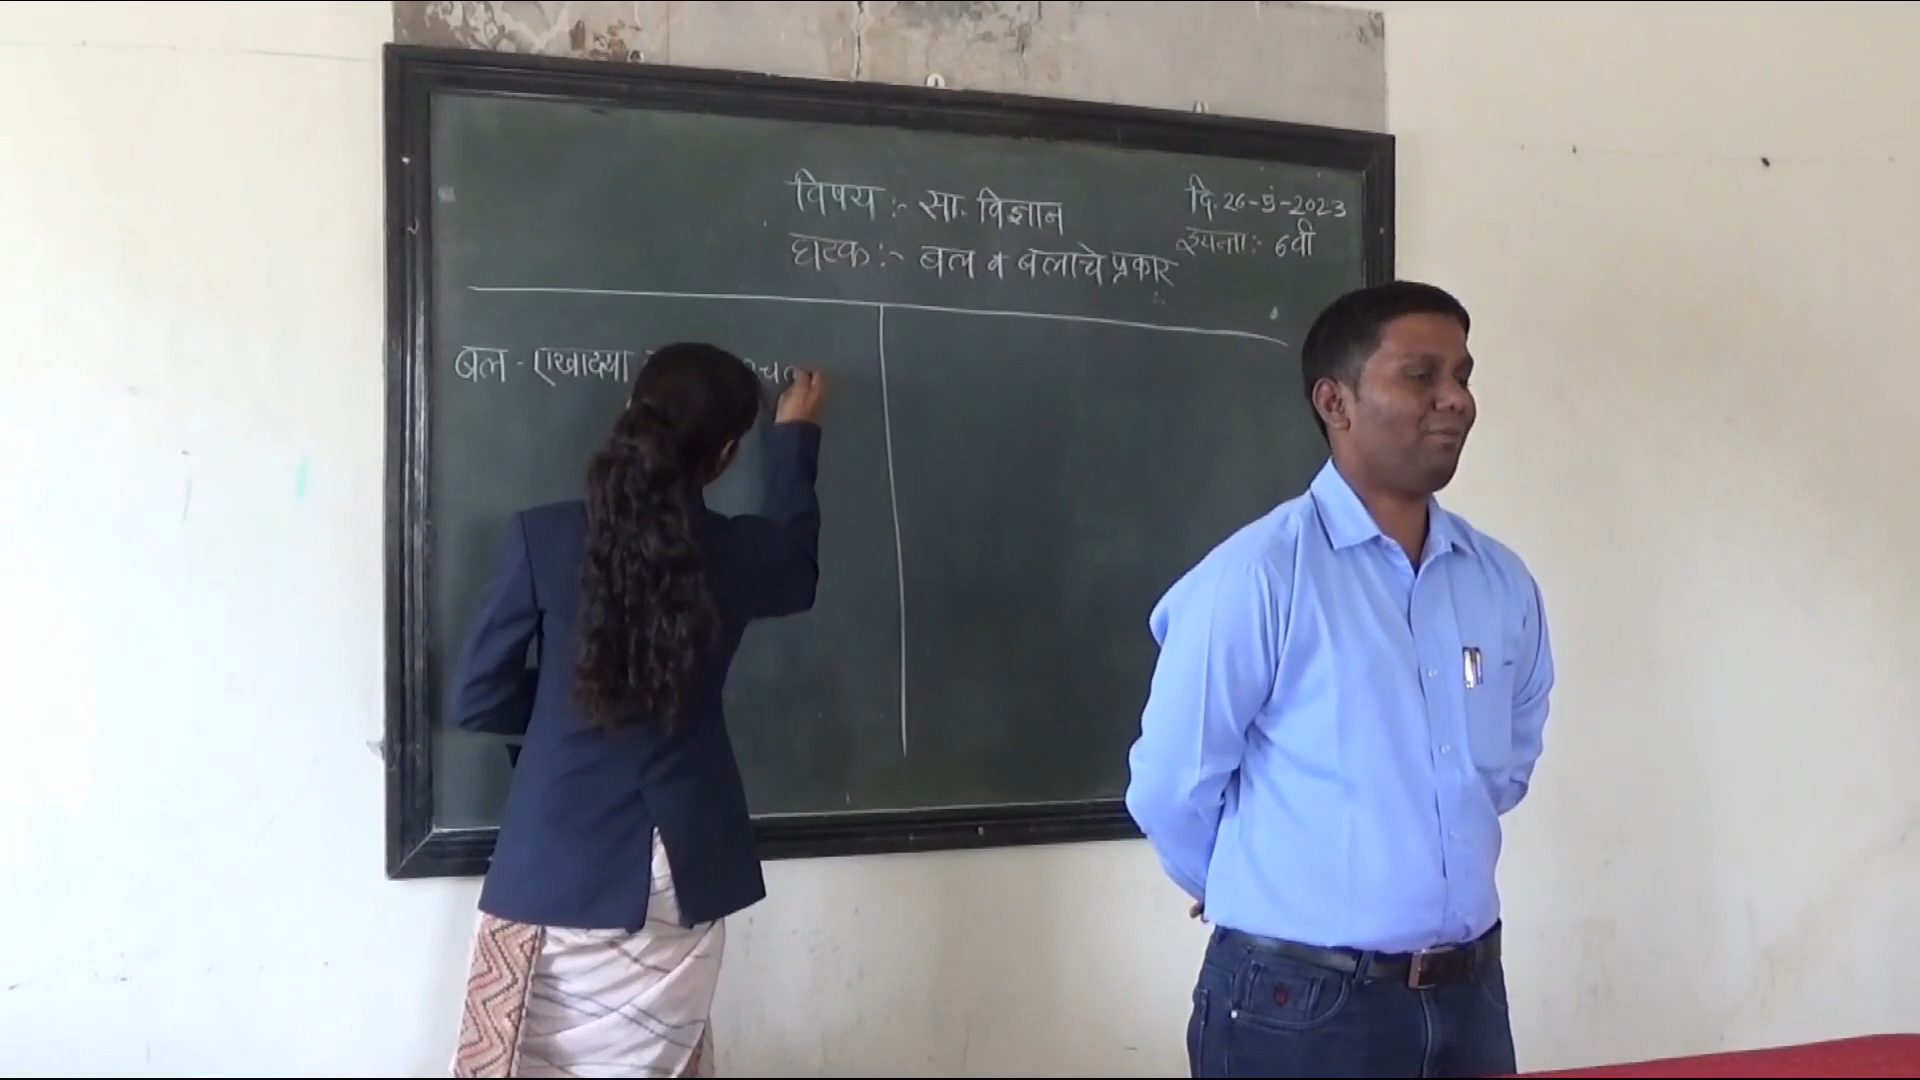 विषय :- सा. विज्ञान
दि. 26-5-2023
इयत्ता :- 6वी
घटक :- बल व बलाचे प्रकार
बल - एखाद्या